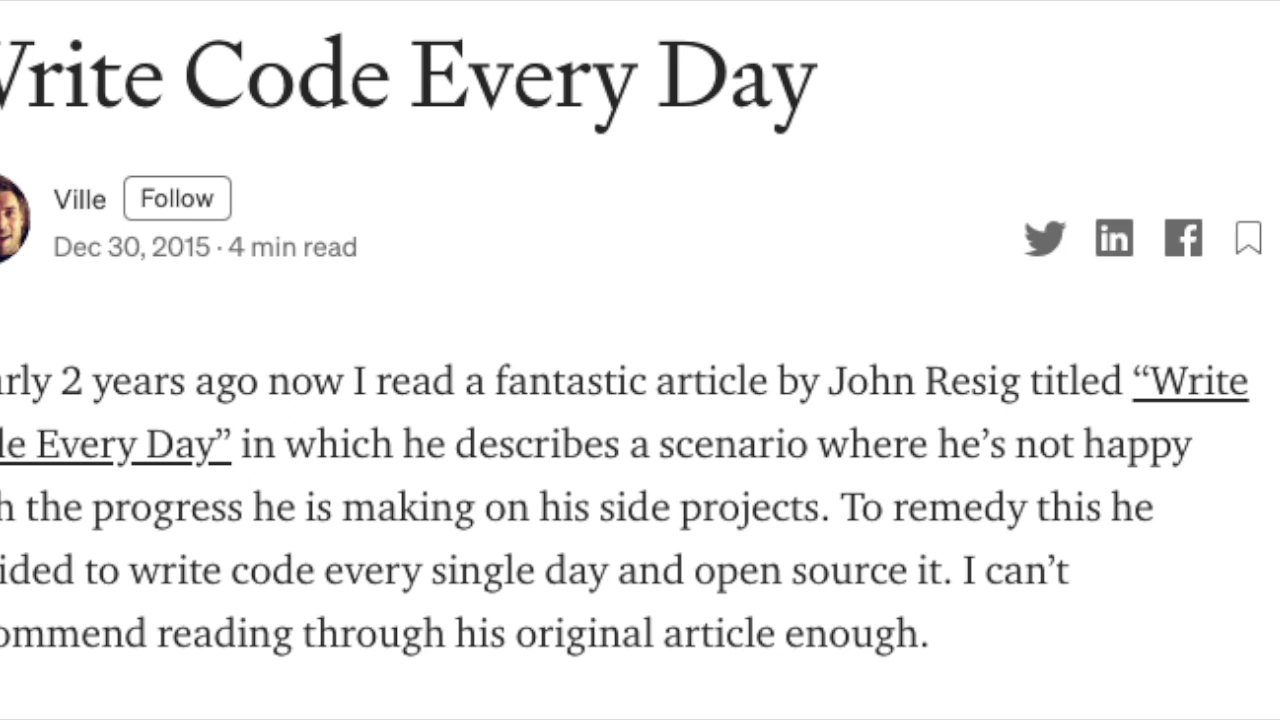 Write Code Every Day
Ville Follow
Dec 30, 2015 · 4 min read
rly 2 years ago now I read a fantastic article by John Resig titled “Write
le Every Day” in which he describes a scenario where he’s not happy
h the progress he is making on his side projects. To remedy this he
ided to write code every single day and open source it. I can’t
ommend reading through his original article enough.